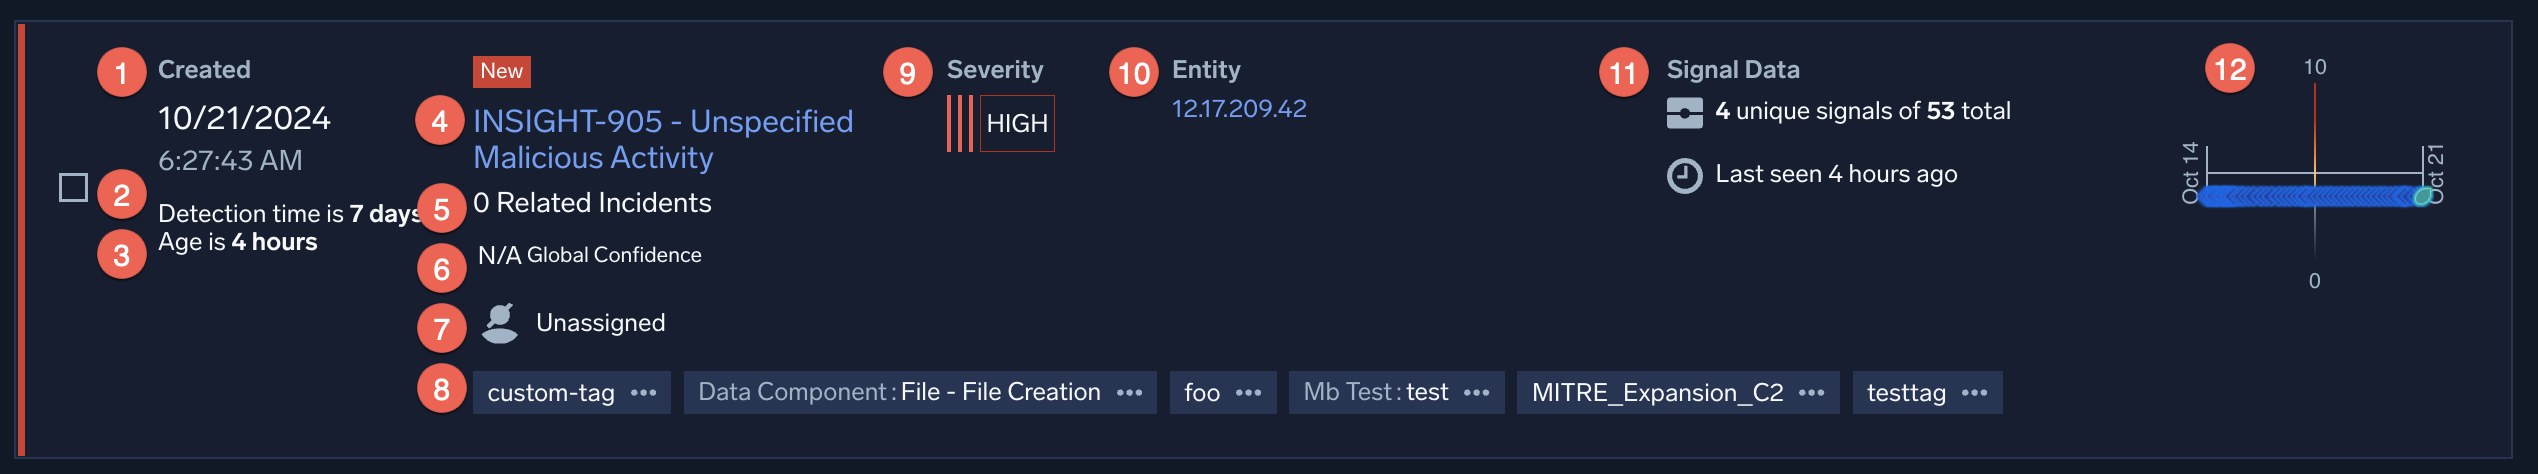 1 Created
10/21/2024
6:27:43 AM
2 Detection time is 7 days
3 Age is 4 hours
New
4 INSIGHT-905 - Unspecified
Malicious Activity
5 0 Related Incidents
6 N/A Global Confidence
7 Unassigned
8 custom-tag ••• Data Component: File - File Creation ••• foo ••• Mb Test: test ••• MITRE_Expansion_C2 ••• testtag •••
9 Severity
HIGH
10 Entity
12.17.209.42
11 Signal Data
4 unique signals of 53 total
Last seen 4 hours ago
12
10
Oct 14
Oct 21
0